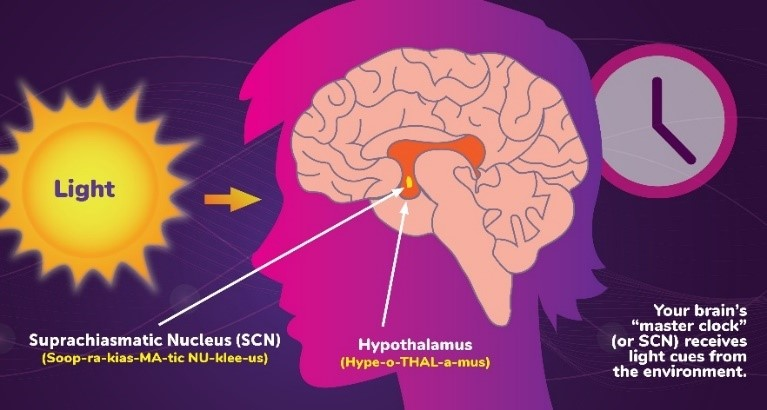 Light
Suprachiasmatic Nucleus (SCN)
(Soop-ra-kias-MA-tic NU-klee-us)
Hypothalamus
(Hype-o-THAL-a-mus)
Your brain's
“master clock”
(or SCN) receives
light cues from
the environment.